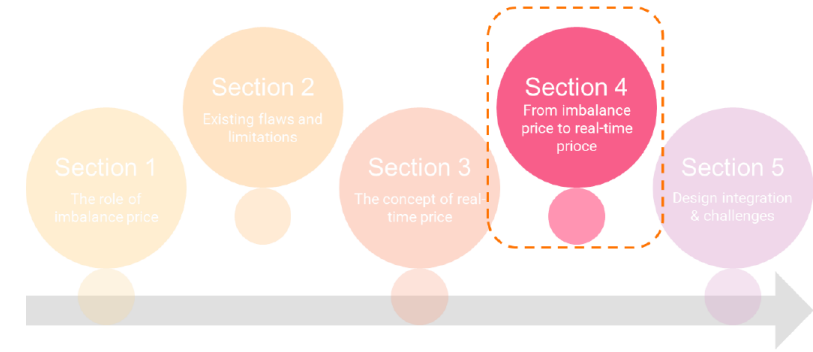 Section 1
The role of
imbalance price
Section 2
Existing flaws and
limitations
Section 3
The concept of real-
time price
Section 4
From imbalance
price to real-time
prioce
Section 5
Design integration
& challenges